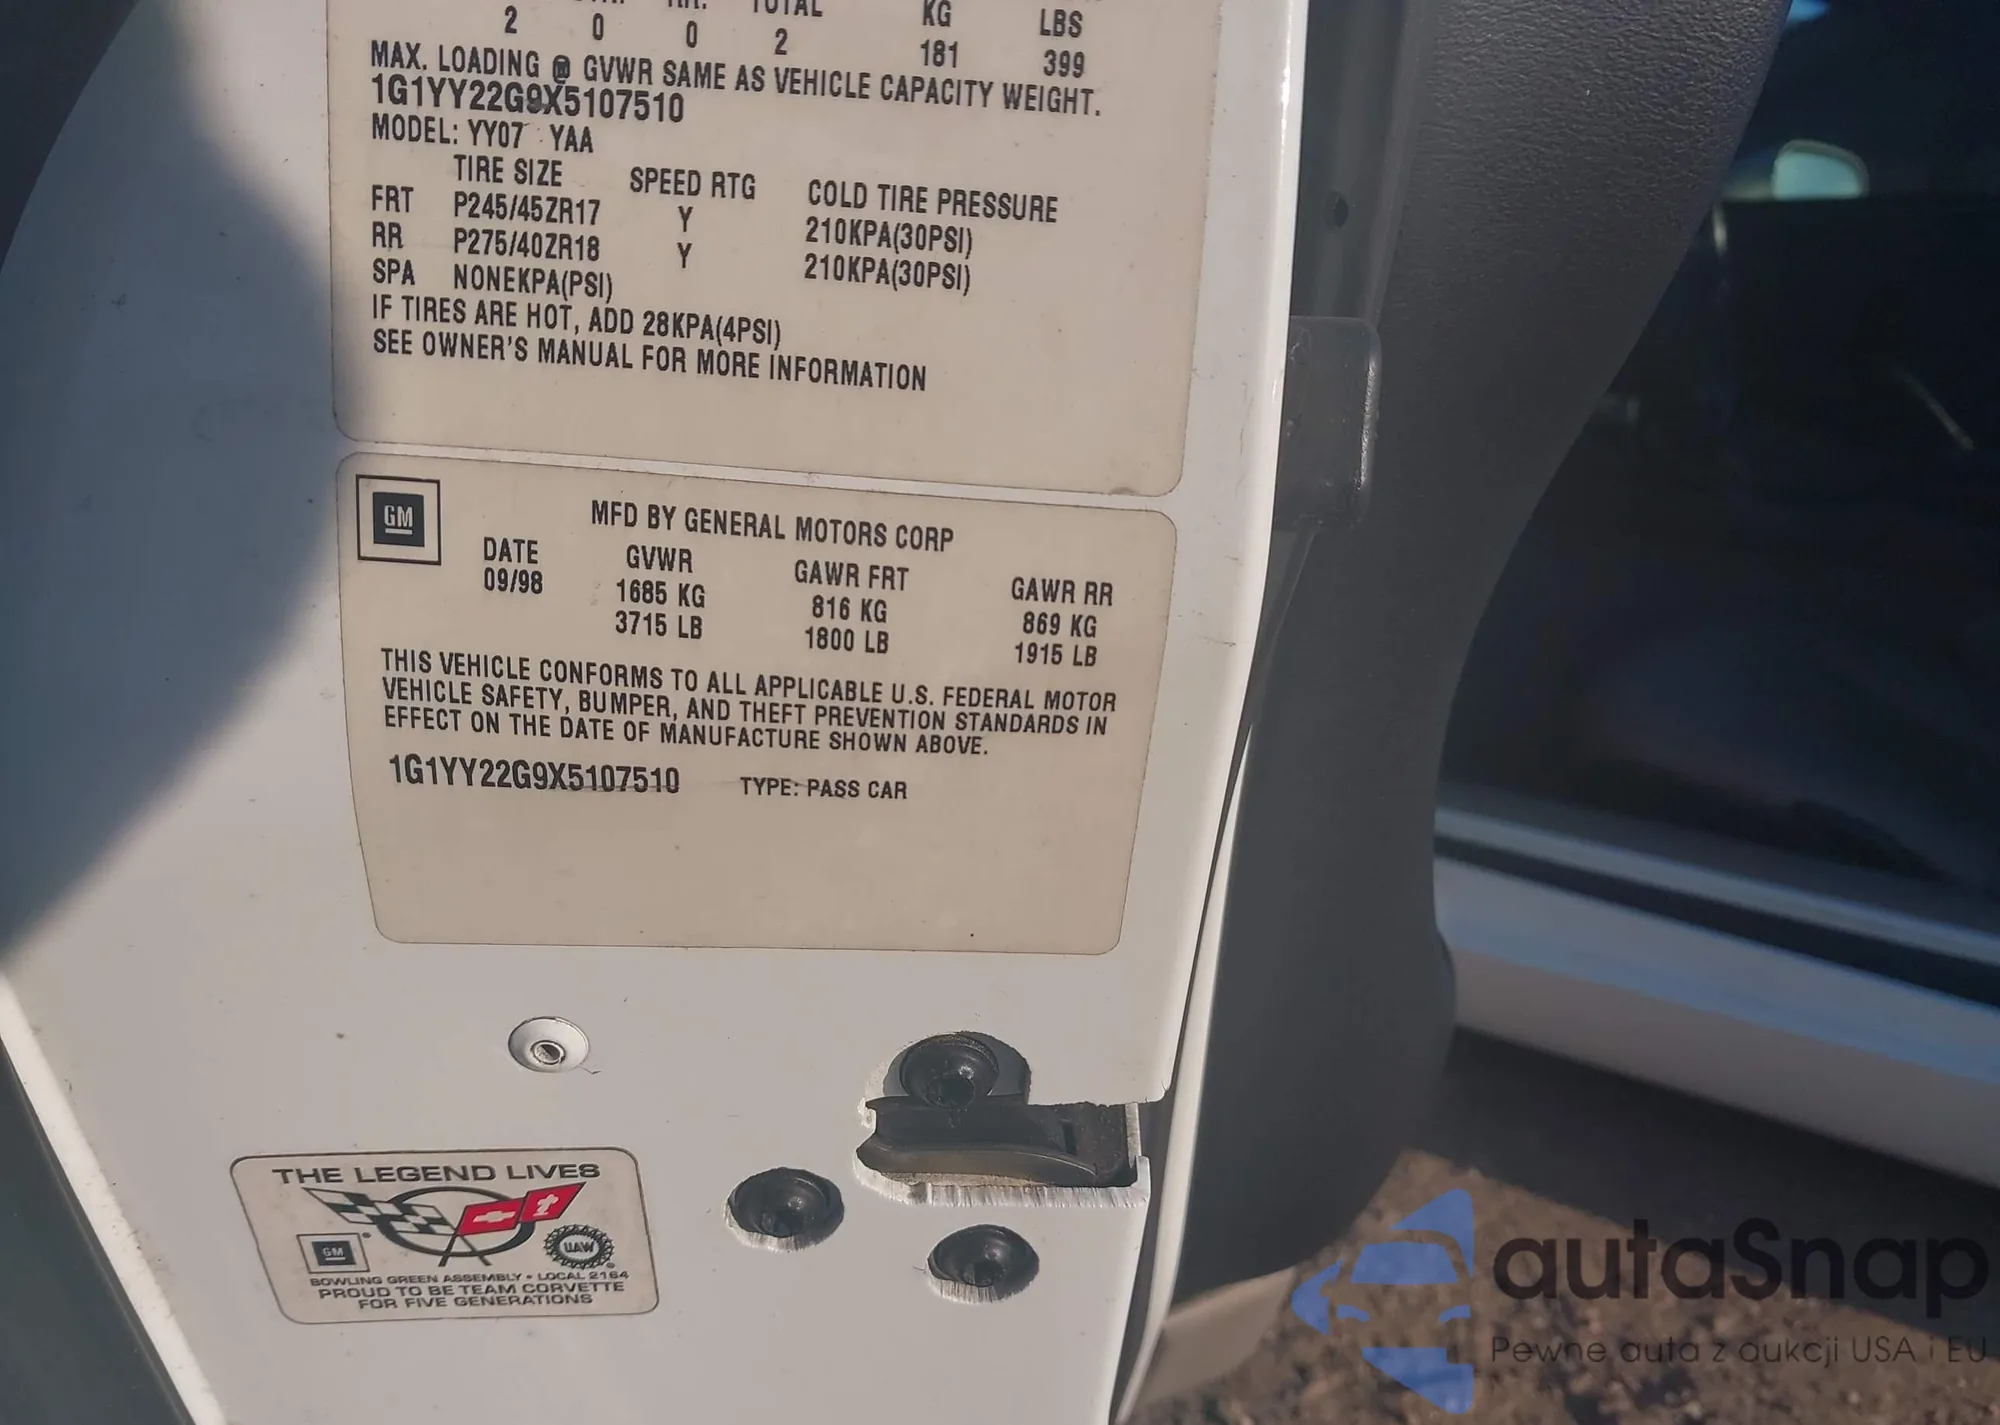 2 0 0 2 181 399
TOTAL KG LBS
MAX. LOADING @ GVWR SAME AS VEHICLE CAPACITY WEIGHT.
1G1YY22G9X5107510
MODEL: YY07 YAA
TIRE SIZE SPEED RTG COLD TIRE PRESSURE
FRT P245/45ZR17 Y 210KPA(30PSI)
RR P275/40ZR18 Y 210KPA(30PSI)
SPA NONEKPA(PSI)
IF TIRES ARE HOT, ADD 28KPA(4PSI)
SEE OWNER'S MANUAL FOR MORE INFORMATION
GM
MFD BY GENERAL MOTORS CORP
DATE GVWR GAWR FRT GAWR RR
09/98 1685 KG 816 KG 869 KG
3715 LB 1800 LB 1915 LB
THIS VEHICLE CONFORMS TO ALL APPLICABLE U.S. FEDERAL MOTOR
VEHICLE SAFETY, BUMPER, AND THEFT PREVENTION STANDARDS IN
EFFECT ON THE DATE OF MANUFACTURE SHOWN ABOVE.
1G1YY22G9X5107510 TYPE: PASS CAR
THE LEGEND LIVES
GM UAW
BOWLING GREEN ASSEMBLY • LOCAL 2164
PROUD TO BE TEAM CORVETTE
FOR FIVE GENERATIONS
autaSnap
Pewne auta z aukcji USA i EU